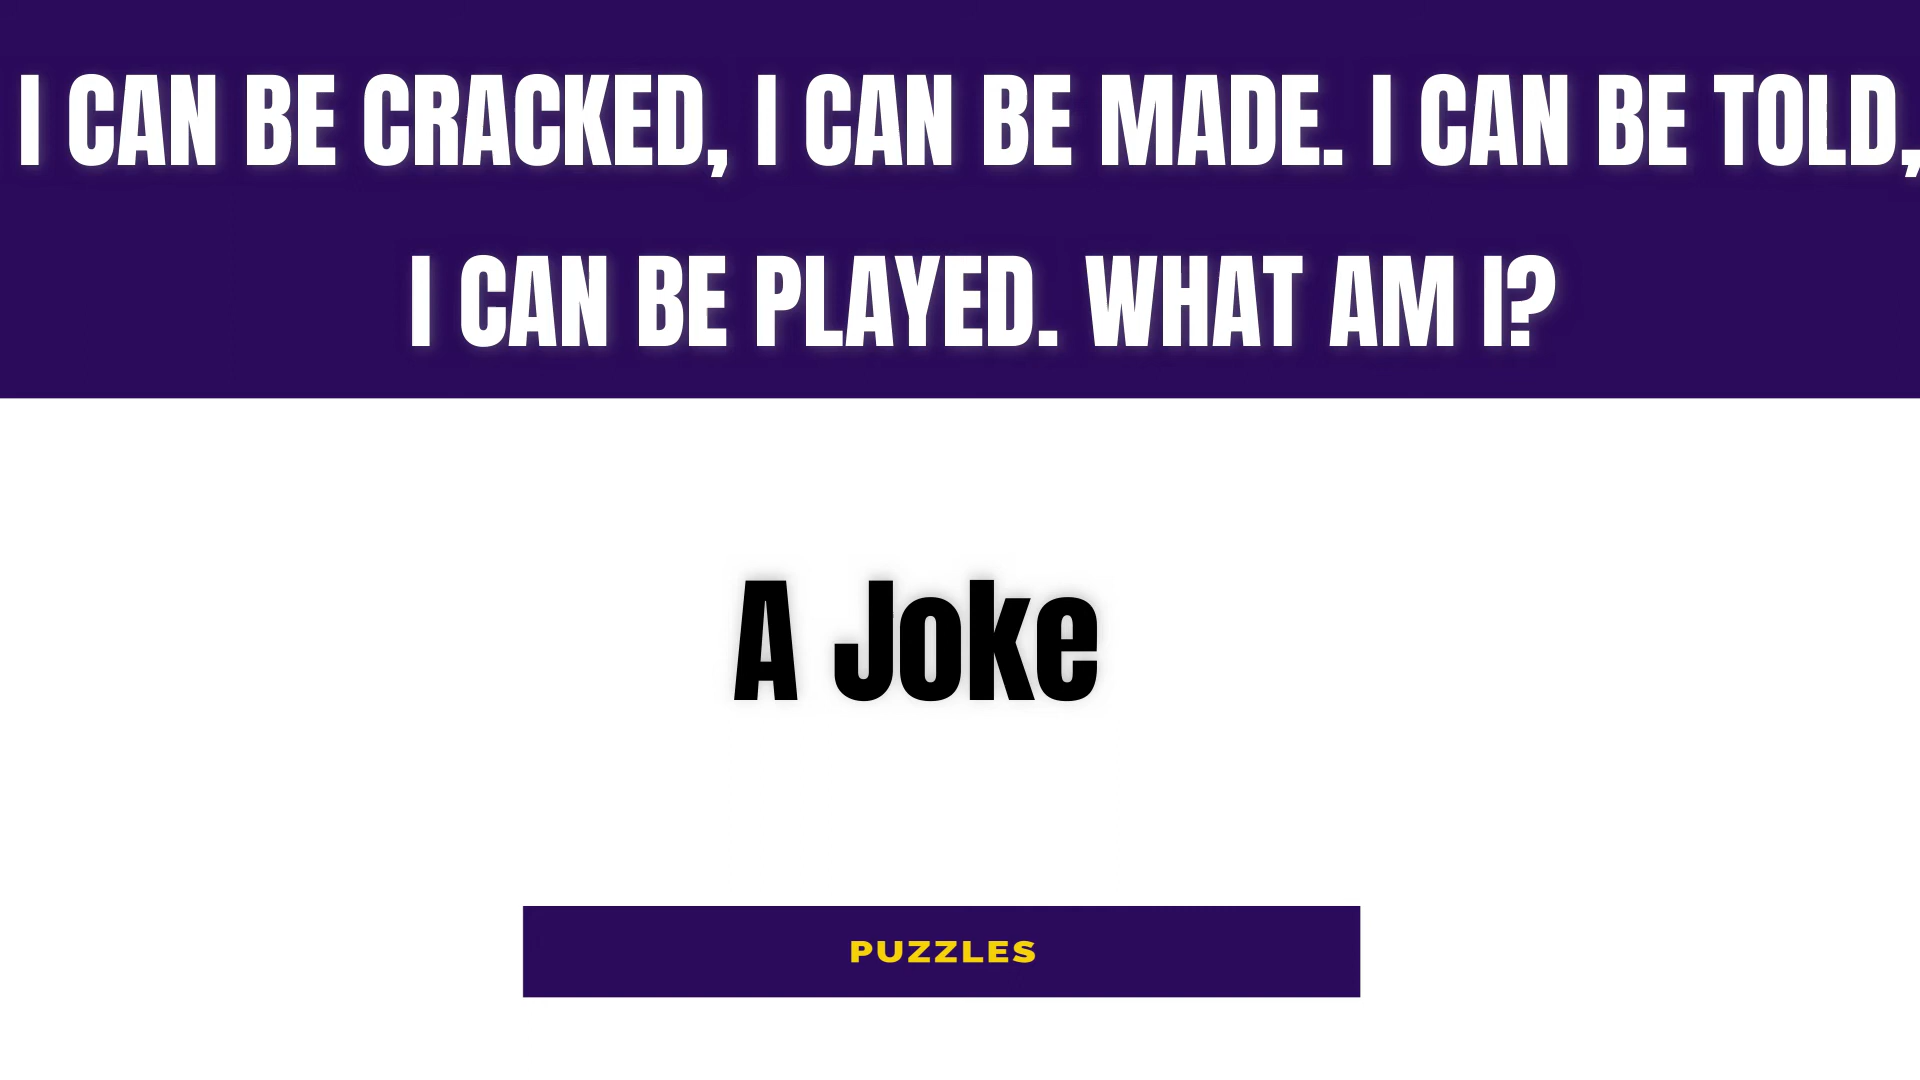 I CAN BE CRACKED, I CAN BE MADE. I CAN BE TOLD,
I CAN BE PLAYED. WHAT AM I?
A Joke
PUZZLES